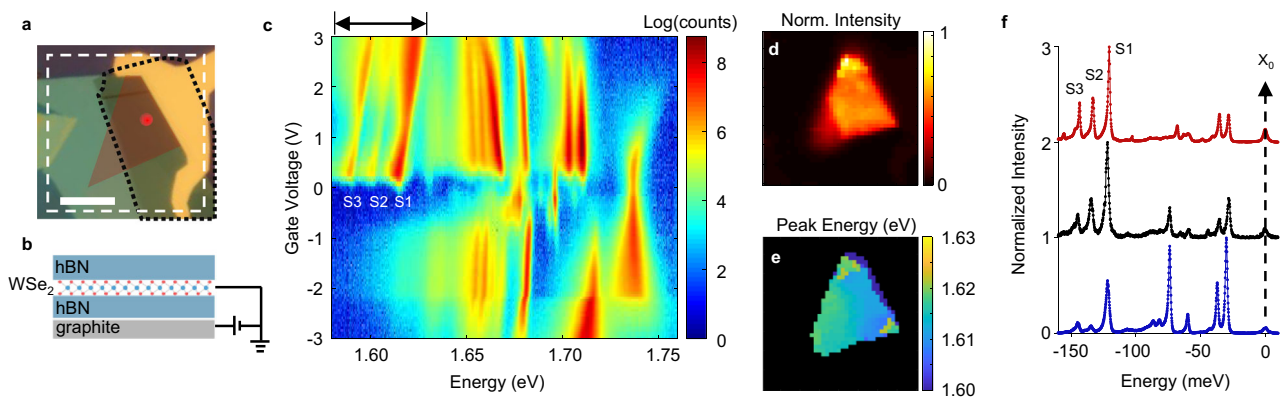 a
b
hBN
WSe2
hBN
graphite
c
Log(counts)
Gate Voltage (V)
3
2
1
0
-1
-2
-3
S3 S2 S1
1.60 1.65 1.70 1.75
Energy (eV)
8
6
4
2
0
Norm. Intensity
d
1
0
Peak Energy (eV)
e
1.63
1.62
1.61
1.60
f
Normalized Intensity
3
2
1
0
S3 S2 S1
X0
-150 -100 -50 0
Energy (meV)